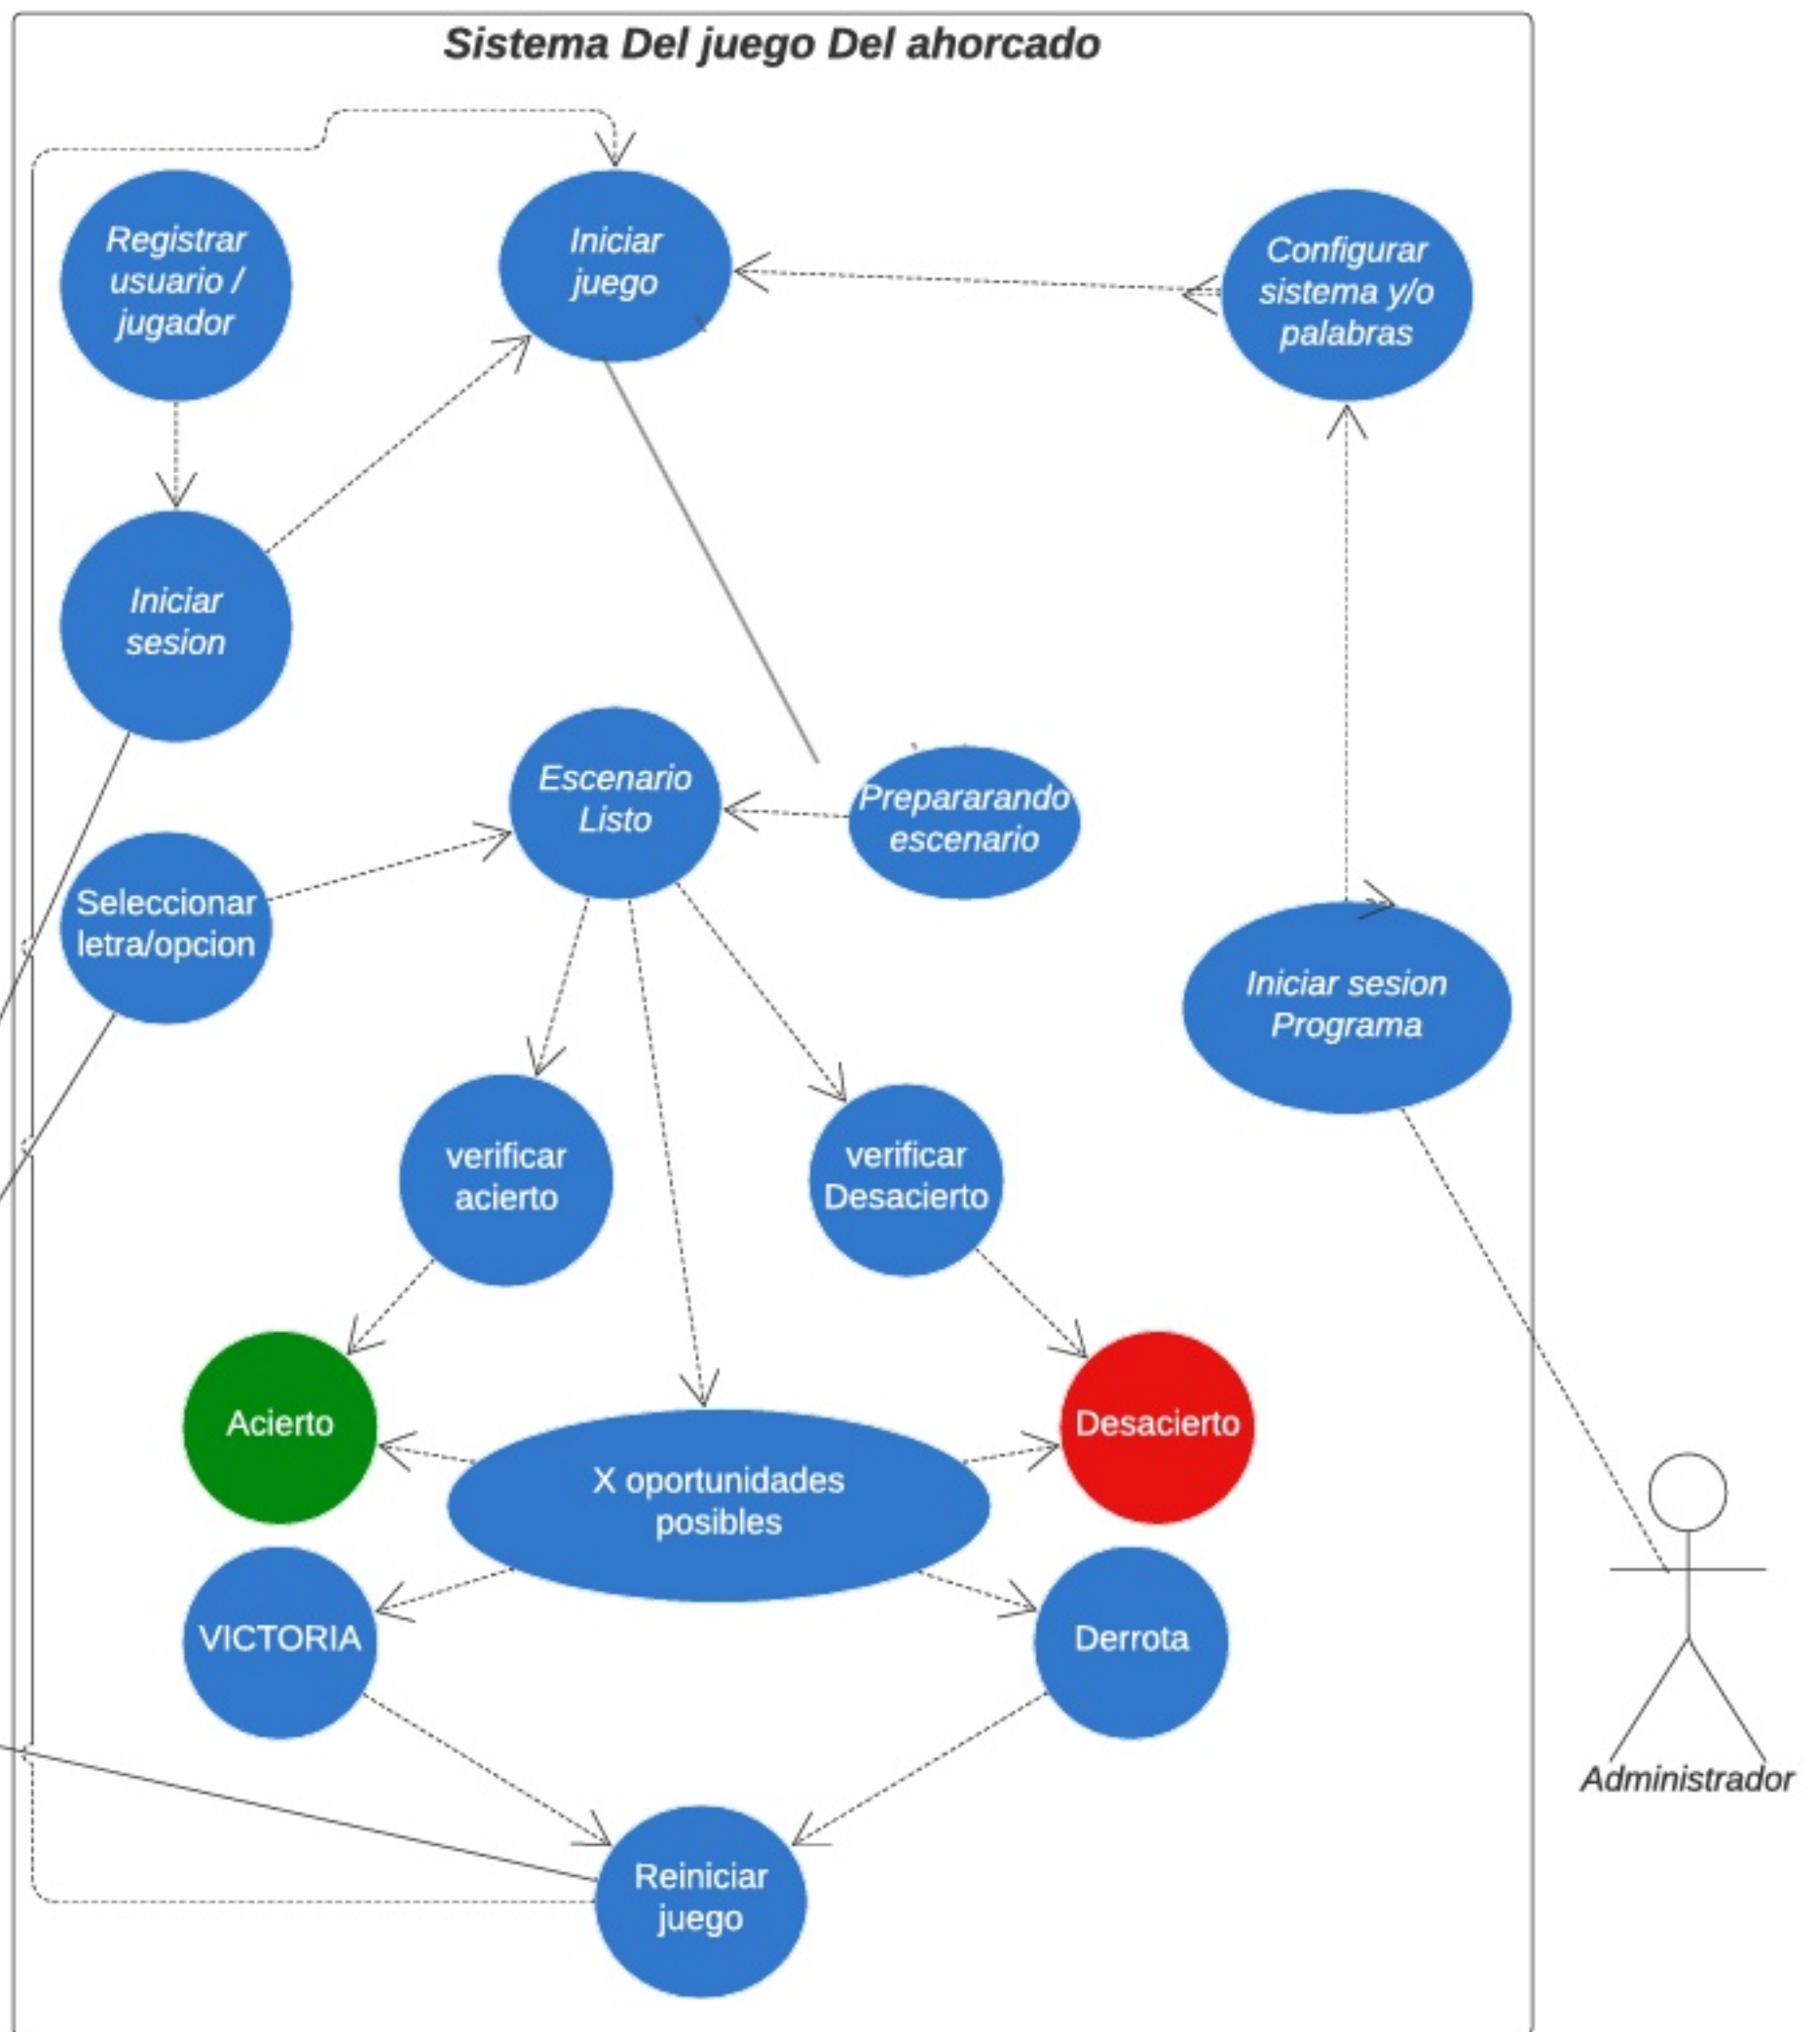 Sistema Del juego Del ahorcado
Registrar
usuario /
jugador
Iniciar
juego
Configurar
sistema y/o
palabras
Iniciar
sesion
Escenario
Listo
Prepararando
escenario
Seleccionar
letra/opcion
Iniciar sesion
Programa
verificar
acierto
verificar
Desacierto
Acierto
Desacierto
X oportunidades
posibles
VICTORIA
Derrota
Administrador
Reiniciar
juego